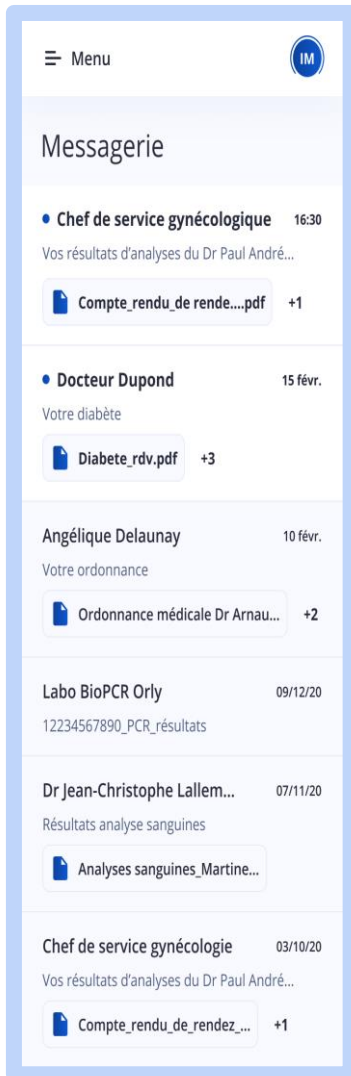 Menu
IM
Messagerie
Chef de service gynécologique 16:30
Vos résultats d'analyses du Dr Paul André...
Compte_rendu_de rende....pdf +1
Docteur Dupond 15 févr.
Votre diabète
Diabete_rdv.pdf +3
Angélique Delaunay 10 févr.
Votre ordonnance
Ordonnance médicale Dr Arnau... +2
Labo BioPCR Orly 09/12/20
12234567890_PCR_résultats
Dr Jean-Christophe Lallem... 07/11/20
Résultats analyse sanguines
Analyses sanguines_Martine...
Chef de service gynécologie 03/10/20
Vos résultats d'analyses du Dr Paul André...
Compte_rendu_de_rendez_... +1